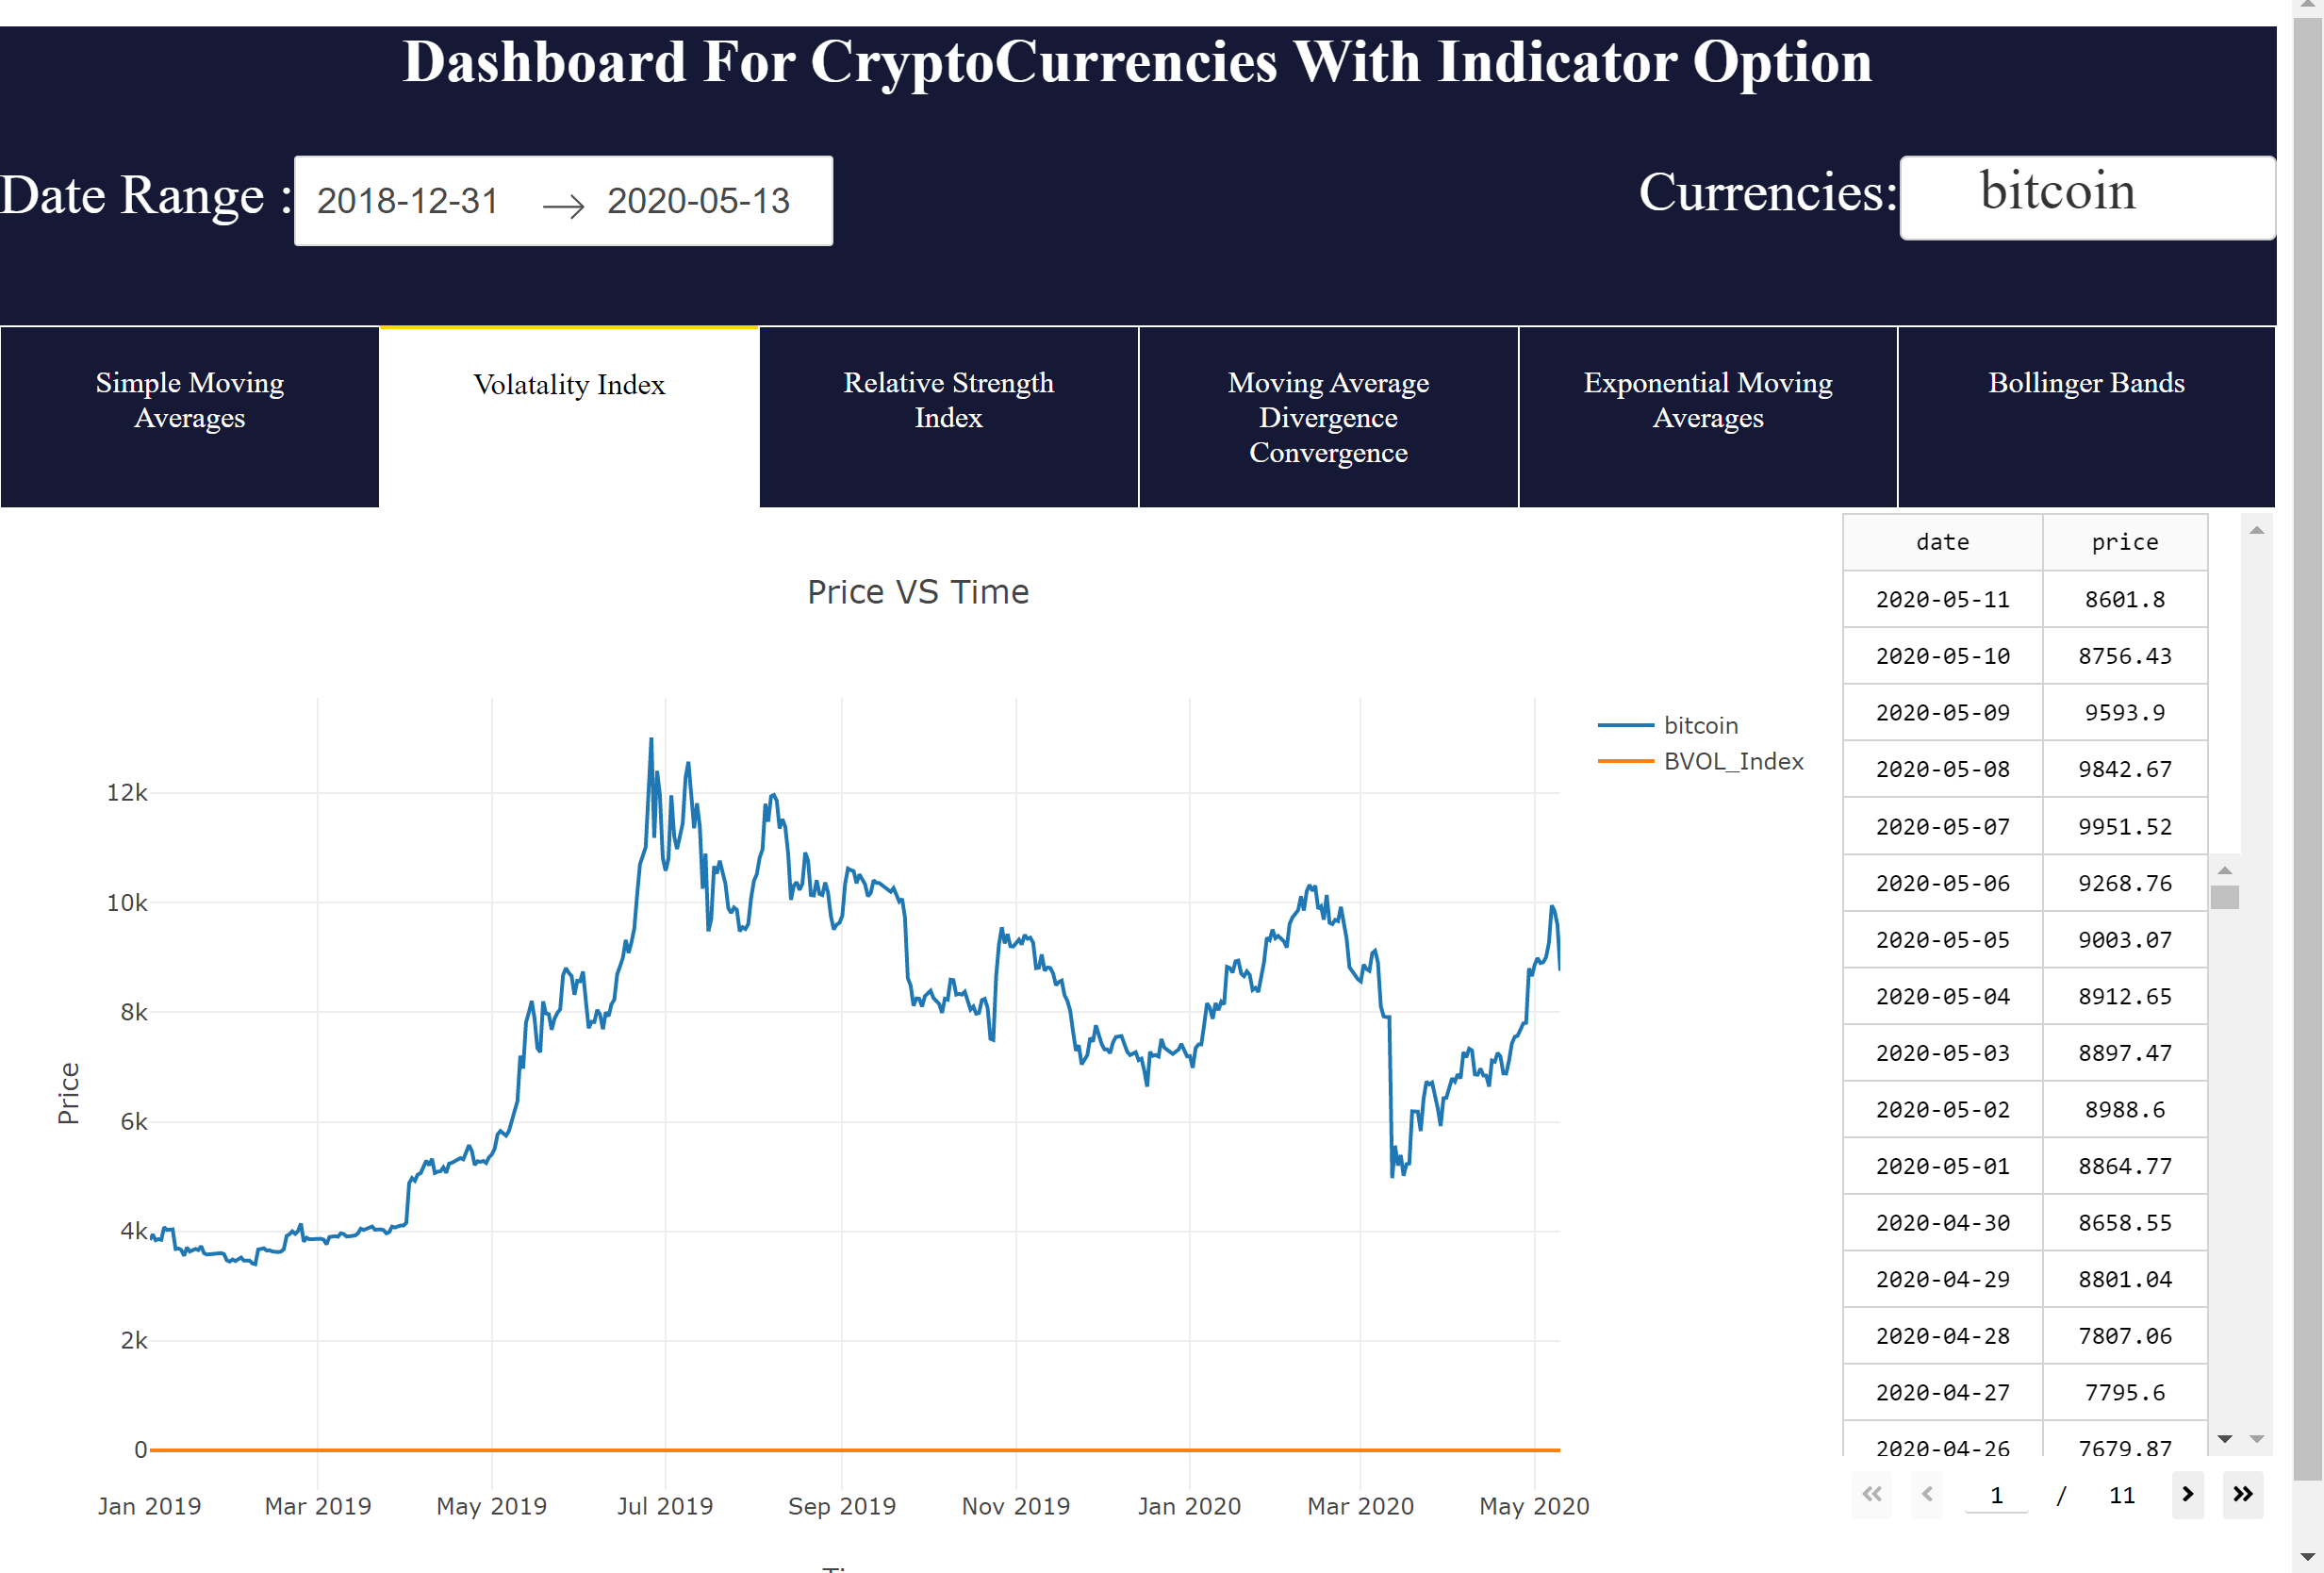 Dashboard For CryptoCurrencies With Indicator Option
Date Range :
2018-12-31
2020-05-13
Currencies:
bitcoin
Simple Moving
Averages
Volatality Index
Relative Strength
Index
Moving Average
Divergence
Convergence
Exponential Moving
Averages
Bollinger Bands
Price VS Time
Price
12k
10k
8k
6k
4k
2k
0
Jan 2019
Mar 2019
May 2019
Jul 2019
Sep 2019
Nov 2019
Jan 2020
Mar 2020
May 2020
bitcoin
BVOL_Index
date price
2020-05-11 8601.8
2020-05-10 8756.43
2020-05-09 9593.9
2020-05-08 9842.67
2020-05-07 9951.52
2020-05-06 9268.76
2020-05-05 9003.07
2020-05-04 8912.65
2020-05-03 8897.47
2020-05-02 8988.6
2020-05-01 8864.77
2020-04-30 8658.55
2020-04-29 8801.04
2020-04-28 7807.06
2020-04-27 7795.6
2020-04-26 7679.87
1 / 11